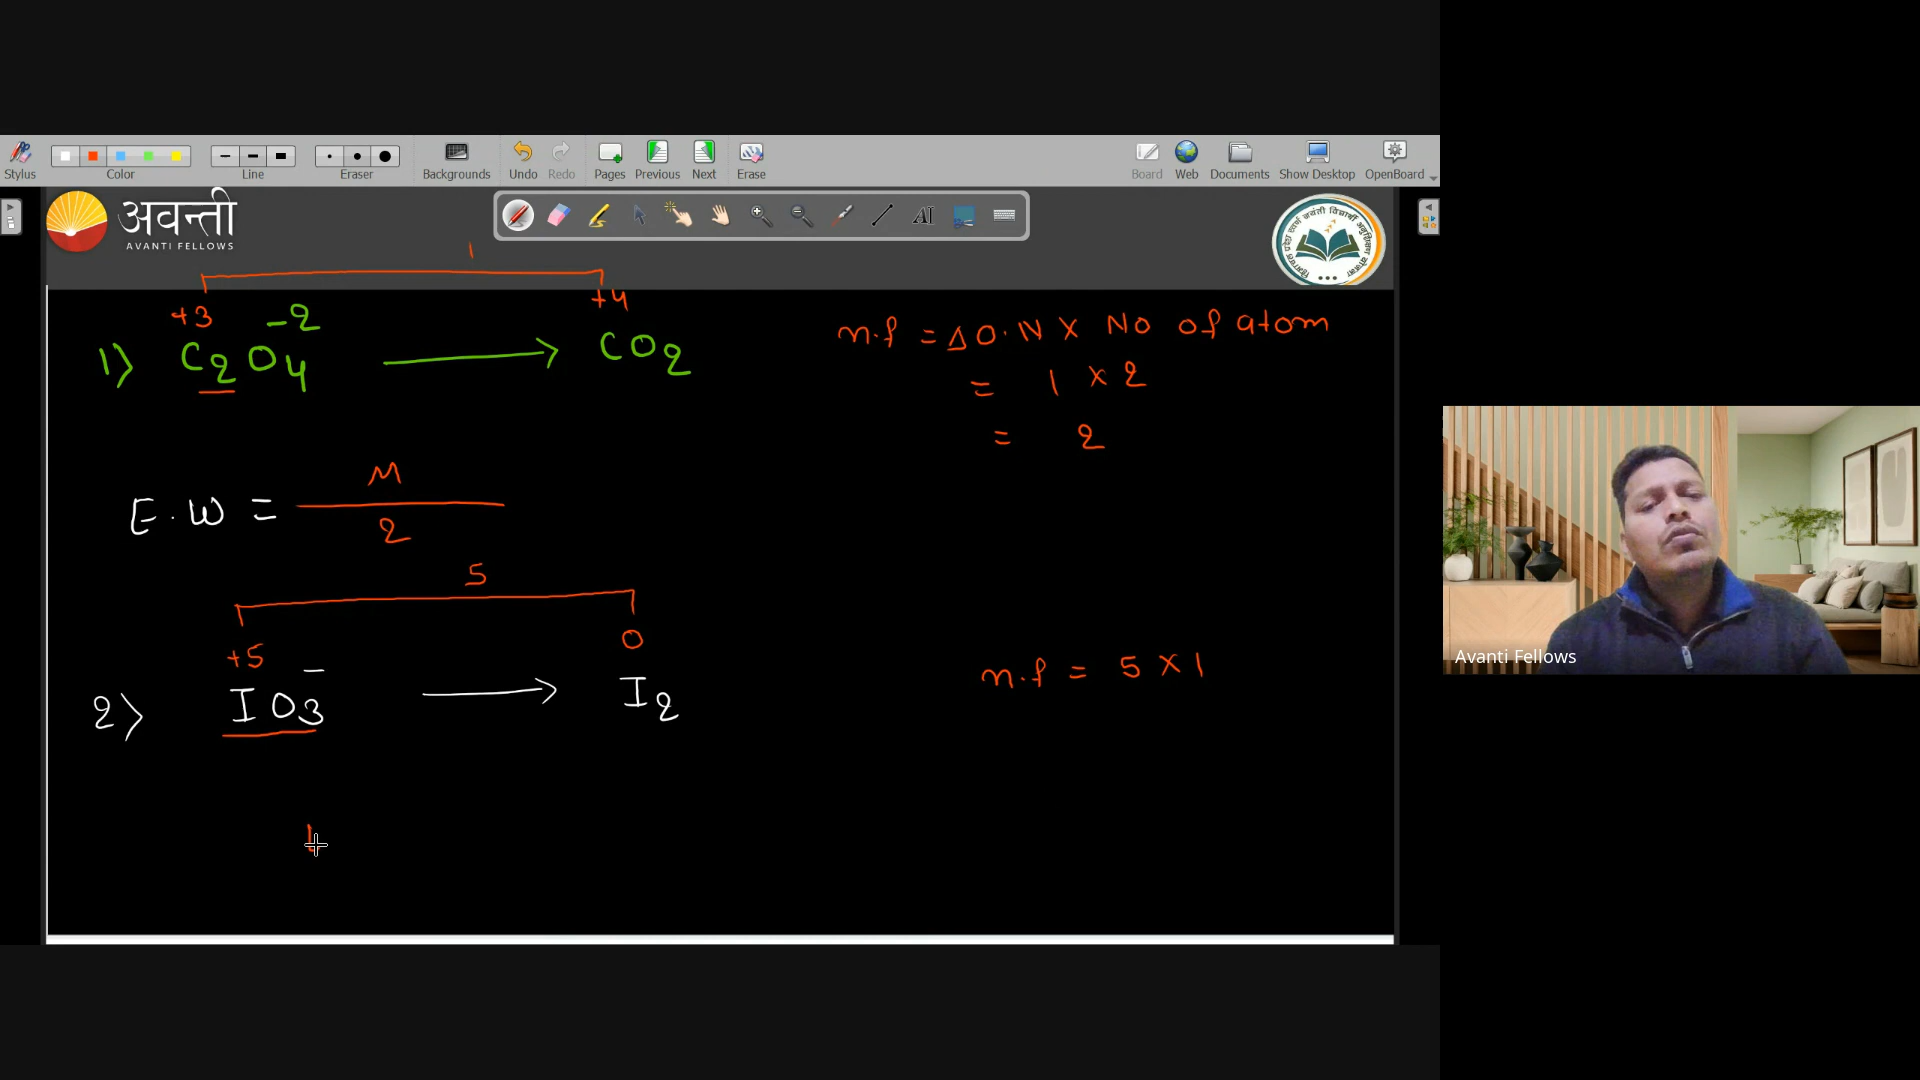 Stylus Color Line Eraser Backgrounds Undo Redo Pages Previous Next Erase Board Web Documents Show Desktop OpenBoard
अवन्ती
AVANTI FELLOWS
1
+3 -2 +4
1) C2O4 → CO2
n.f = ΔO.N × No of atom
= 1 × 2
= 2
E.W = M/2
5
+5 0
2) IO3⁻ → I2
n.f = 5 × 1
Avanti Fellows